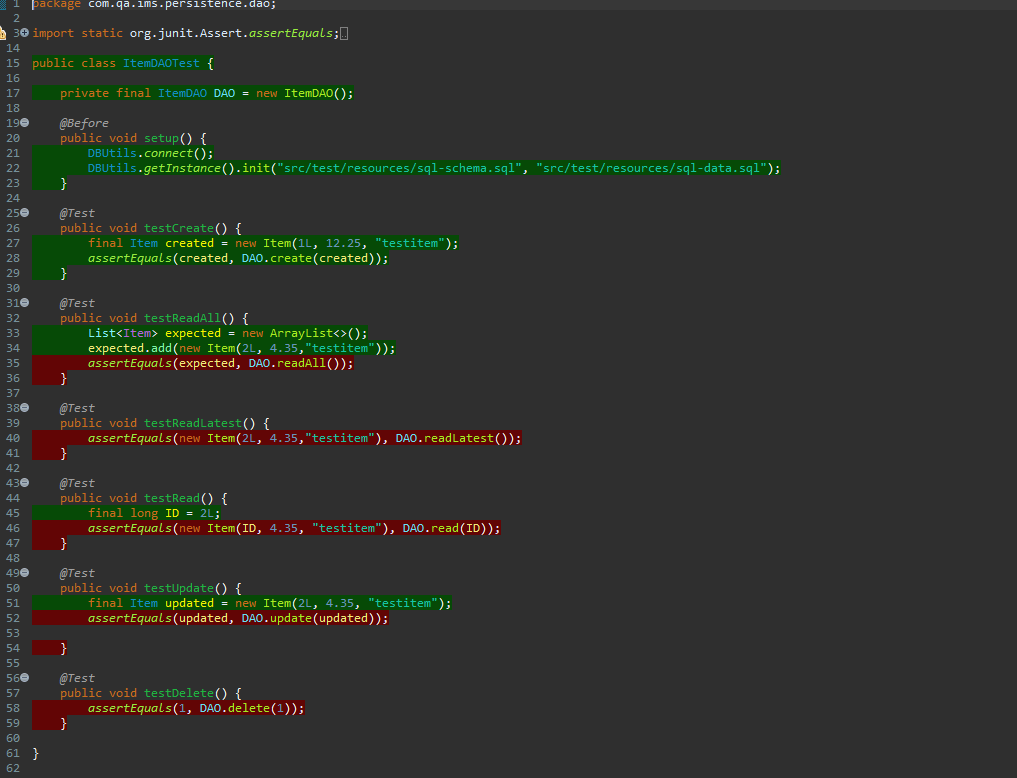 1 package com.qa.ims.persistence.dao;
2
3 import static org.junit.Assert.assertEquals;
14
15 public class ItemDAOTest {
16
17 private final ItemDAO DAO = new ItemDAO();
18
19 @Before
20 public void setup() {
21 DBUtils.connect();
22 DBUtils.getInstance().init("src/test/resources/sql-schema.sql", "src/test/resources/sql-data.sql");
23 }
24
25 @Test
26 public void testCreate() {
27 final Item created = new Item(1L, 12.25, "testitem");
28 assertEquals(created, DAO.create(created));
29 }
30
31 @Test
32 public void testReadAll() {
33 List<Item> expected = new ArrayList<>();
34 expected.add(new Item(2L, 4.35,"testitem"));
35 assertEquals(expected, DAO.readAll());
36 }
37
38 @Test
39 public void testReadLatest() {
40 assertEquals(new Item(2L, 4.35,"testitem"), DAO.readLatest());
41 }
42
43 @Test
44 public void testRead() {
45 final long ID = 2L;
46 assertEquals(new Item(ID, 4.35, "testitem"), DAO.read(ID));
47 }
48
49 @Test
50 public void testUpdate() {
51 final Item updated = new Item(2L, 4.35, "testitem");
52 assertEquals(updated, DAO.update(updated));
53
54 }
55
56 @Test
57 public void testDelete() {
58 assertEquals(1, DAO.delete(1));
59 }
60
61 }
62